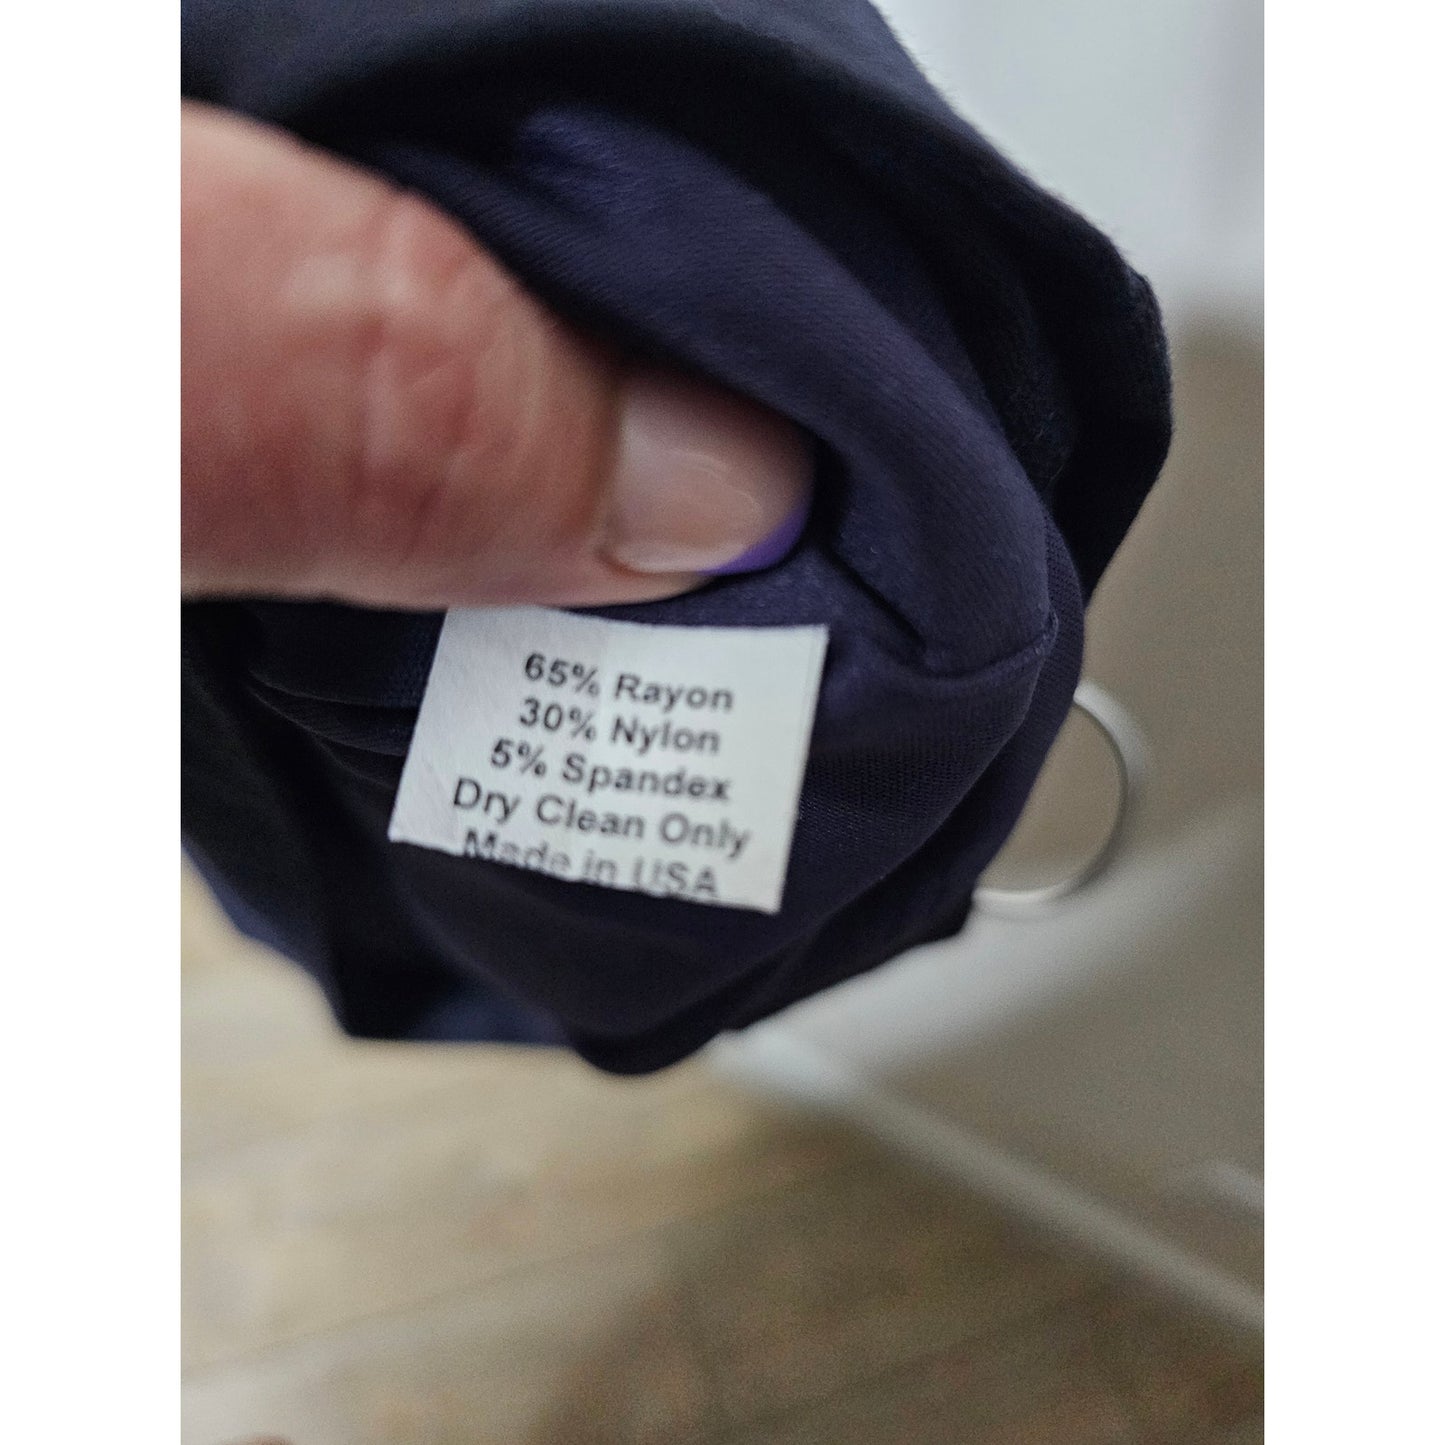 65% Rayon
30% Nylon
5% Spandex
Dry Clean Only
Made in USA